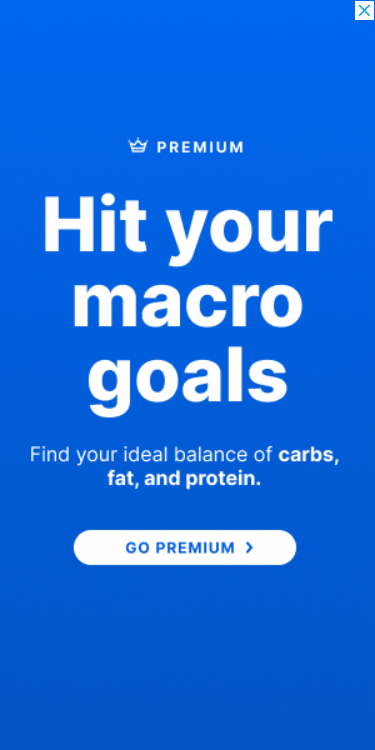 PREMIUM
Hit your
macro
goals
Find your ideal balance of carbs,
fat, and protein.
GO PREMIUM